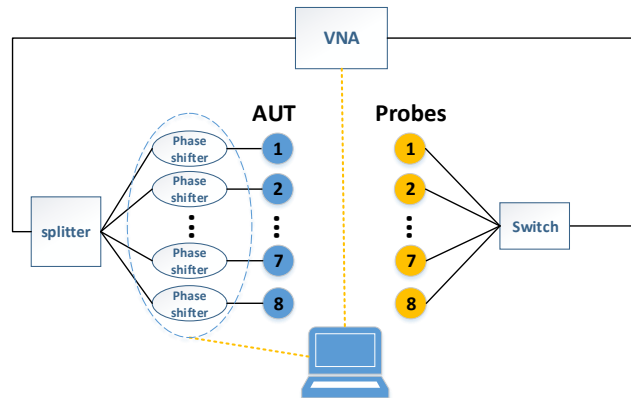 VNA
AUT
Probes
Phase
shifter
1
1
Phase
shifter
2
2
splitter
Switch
Phase
shifter
7
7
Phase
shifter
8
8